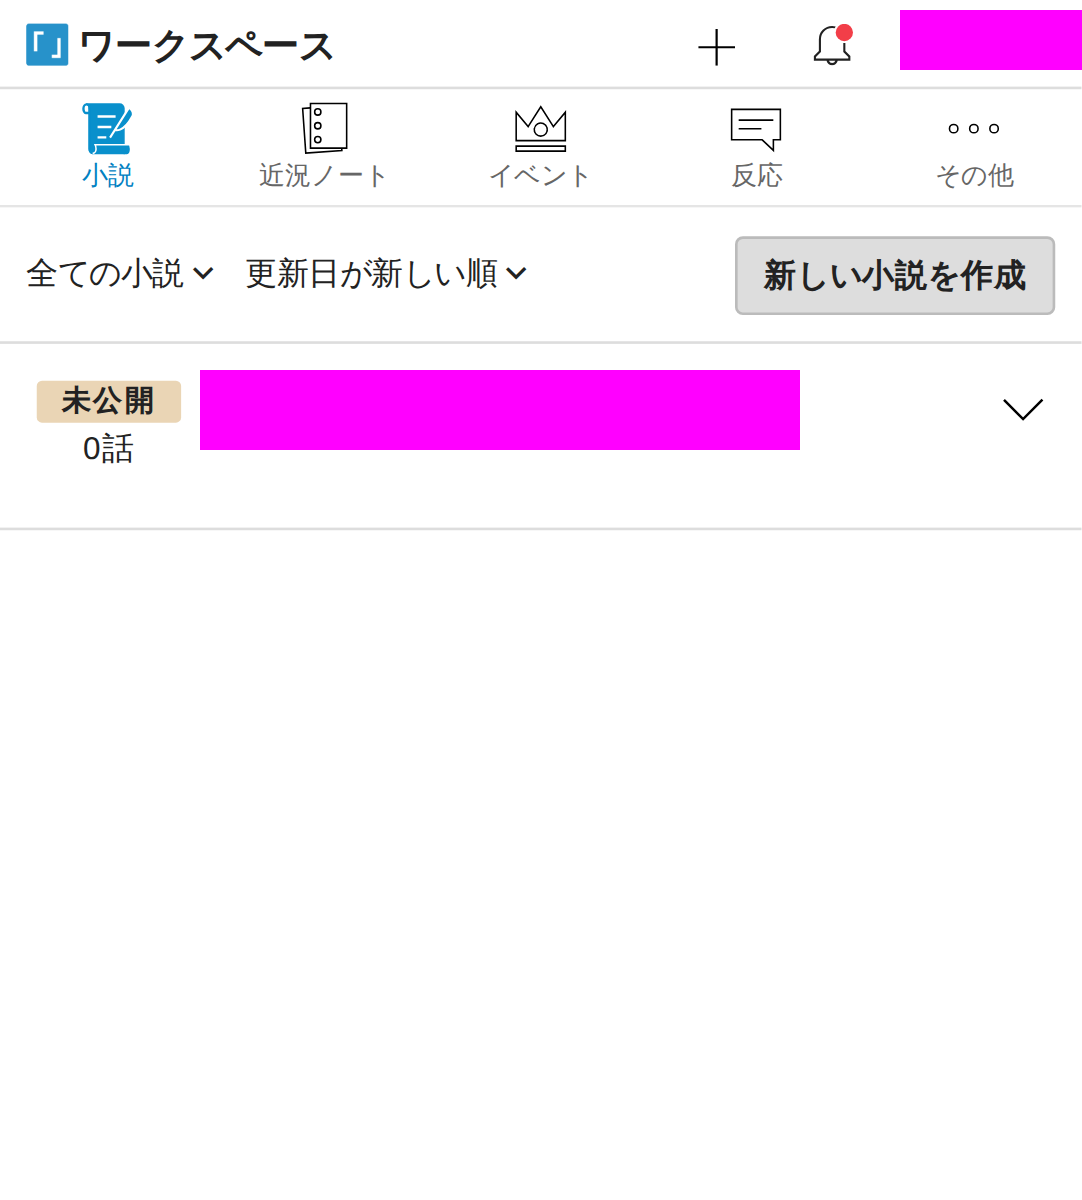 ワークスペース
小説 近況ノート イベント 反応 その他
全ての小説 更新日が新しい順 新しい小説を作成
未公開
0話